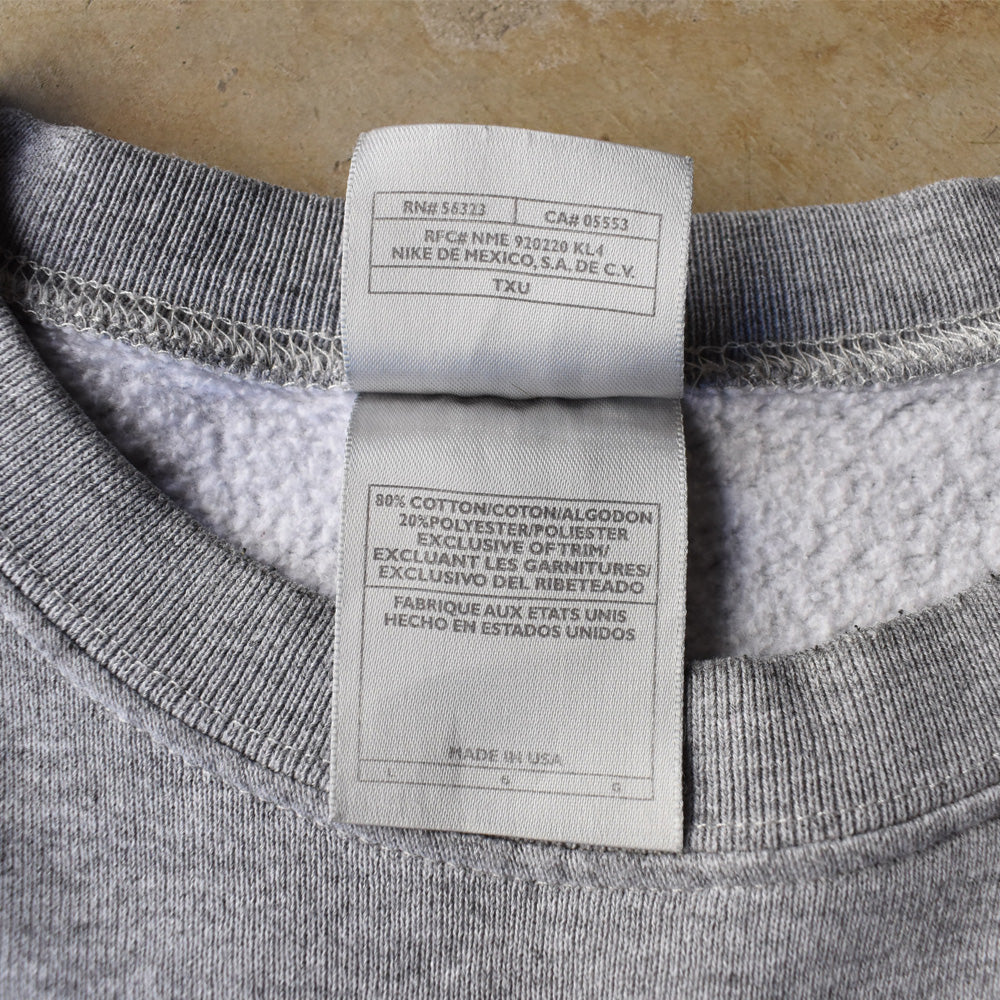 RN# 56323 CA# 05553
RFC# NME 920220 KL4
NIKE DE MEXICO, S.A. DE C.V.
TXU
80% COTTON/COTON/ALGODON
20%POLYESTER/POLIESTER
EXCLUSIVE OF TRIM/
EXCLUANT LES GARNITURES/
EXCLUSIVO DEL RIBETEADO
FABRIQUE AUX ETATS UNIS
HECHO EN ESTADOS UNIDOS
MADE IN USA
L G G